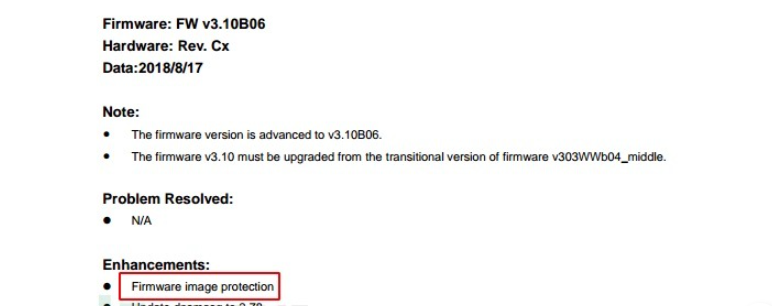 Firmware: FW v3.10B06
Hardware: Rev. Cx
Data:2018/8/17
Note:
• The firmware version is advanced to v3.10B06.
• The firmware v3.10 must be upgraded from the transitional version of firmware v303WWb04_middle.
Problem Resolved:
• N/A
Enhancements:
• Firmware image protection